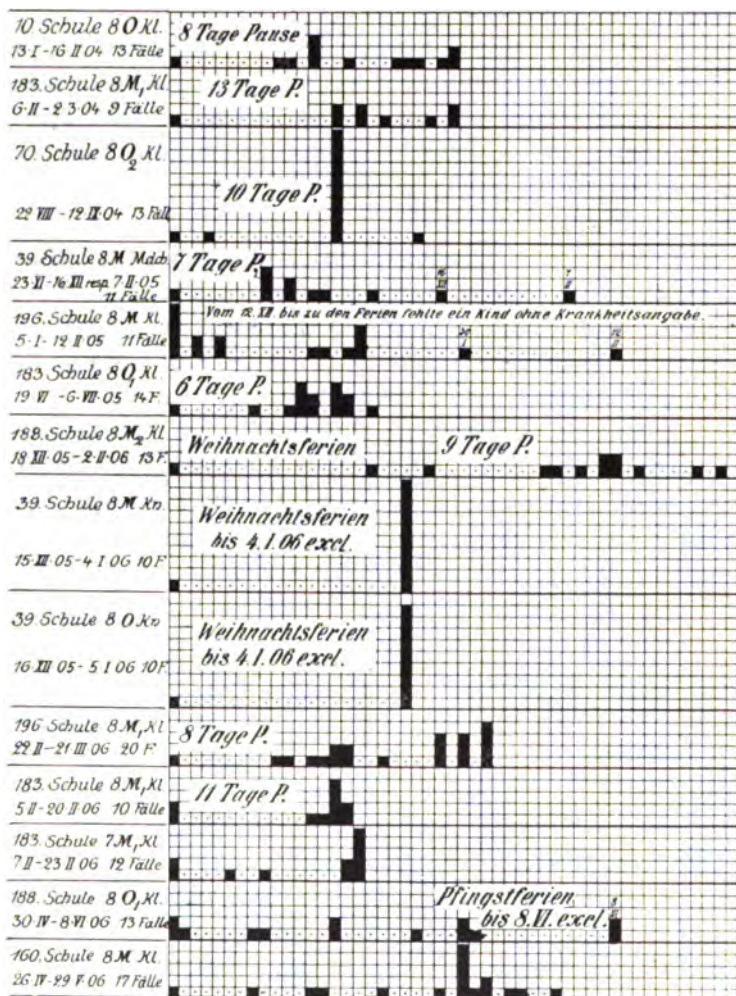 10. Schule 8 O Kl.
13·I-16 II 04 13 Fälle
8 Tage Pause
183. Schule 8 M₁ Kl.
6·II-2 3·04 9 Fälle
13 Tage P.
70. Schule 8 O₂ Kl.
22 VIII - 12·IX·04 13 Fäll
10 Tage P.
39 Schule 8 M Mdch.
23·XI-16 XII resp. 7·II·05
11 Fälle
7 Tage P.
Vom 12. XII. bis zu den Ferien fehlte ein Kind ohne Krankheitsangabe.
196. Schule 8 M Kl.
5·I-12 II 05 11 Fälle
183 Schule 8 O₁ Kl.
19 VI -6·VII·05 14 F.
6 Tage P.
188. Schule 8 M₂ Kl
18 XII·05-2·II·06 13 F.
Weihnachtsferien
9 Tage P.
39. Schule 8 M Kn.
15·XII·05-4 I 06 10 F
Weihnachtsferien
bis 4.1.06 excl.
39. Schule 8 O Kn
16·XII 05-5 I 06 10 F.
Weihnachtsferien
bis 4.1.06 excl.
196 Schule 8 M₁ Kl
22 II-21·III 06 20 F.
8 Tage P.
183. Schule 8 M₁ Kl
5 II-20 II 06 10 Fälle
11 Tage P.
183. Schule 7 M₁ Kl
7 II-23 II 06 12 Fälle
188. Schule 8 O₁ Kl.
30·IV-8·VI 06 13 Fälle
Pfingstferien
bis 8.VI. excl.
160. Schule 8 M Kl.
26 IV-29 V·06 17 Fälle